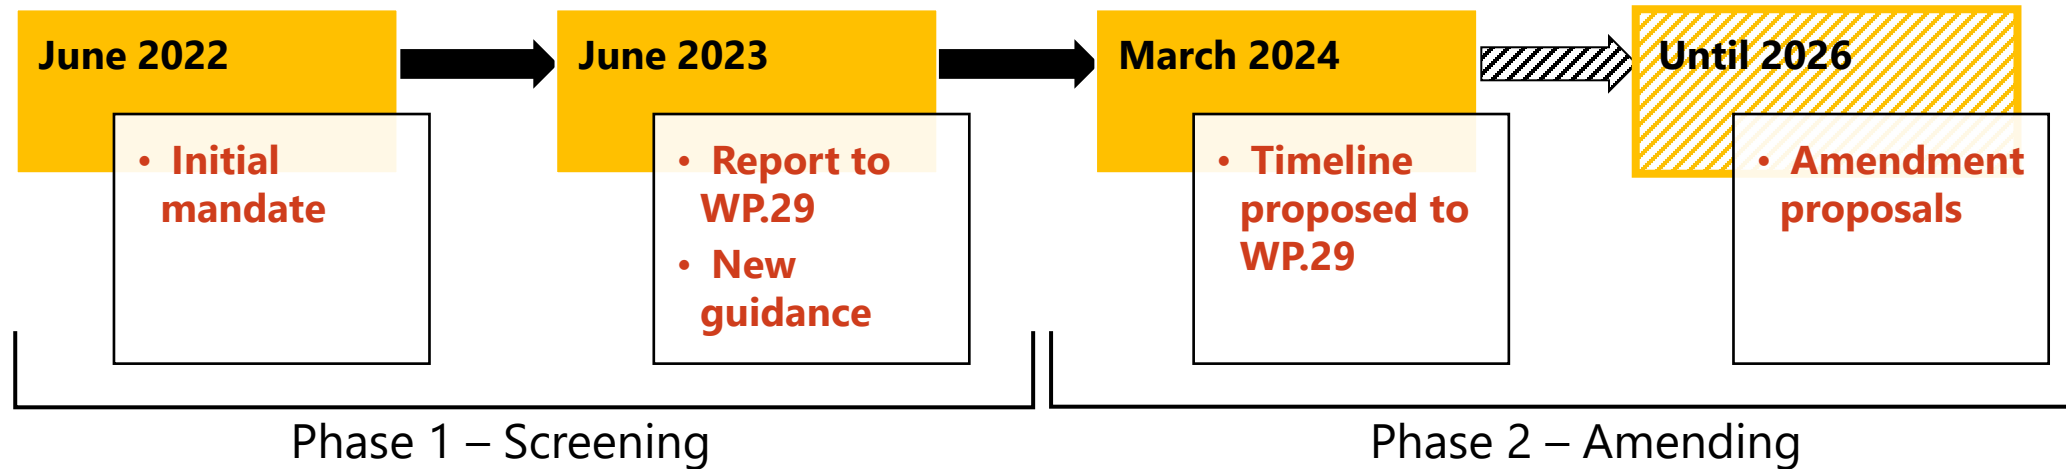 June 2022
• Initial
mandate
June 2023
• Report to
WP.29
• New
guidance
March 2024
• Timeline
proposed to
WP.29
Until 2026
• Amendment
proposals
Phase 1 – Screening
Phase 2 – Amending